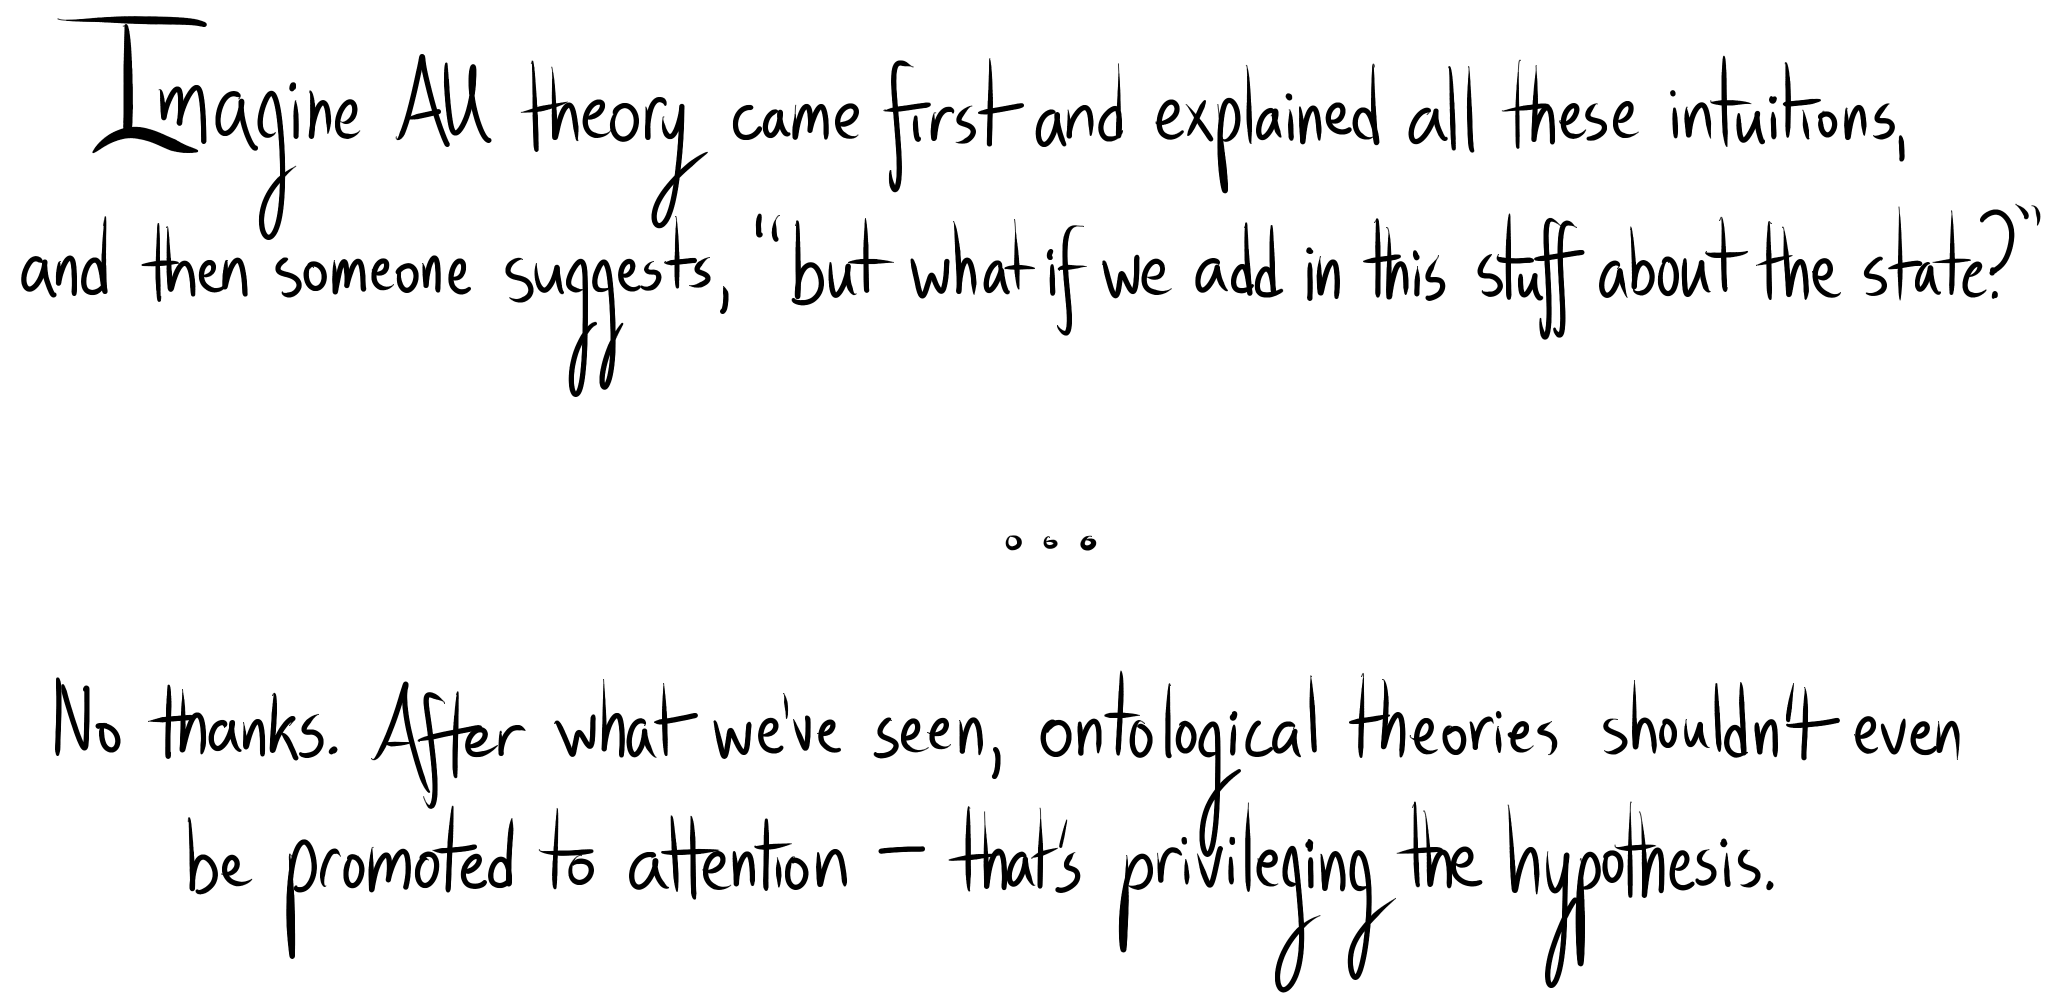 Imagine AU theory came first and explained all these intuitions,
and then someone suggests, “but what if we add in this stuff about the state?”
...
No thanks. After what we've seen, ontological theories shouldn't even
be promoted to attention – that's privileging the hypothesis.